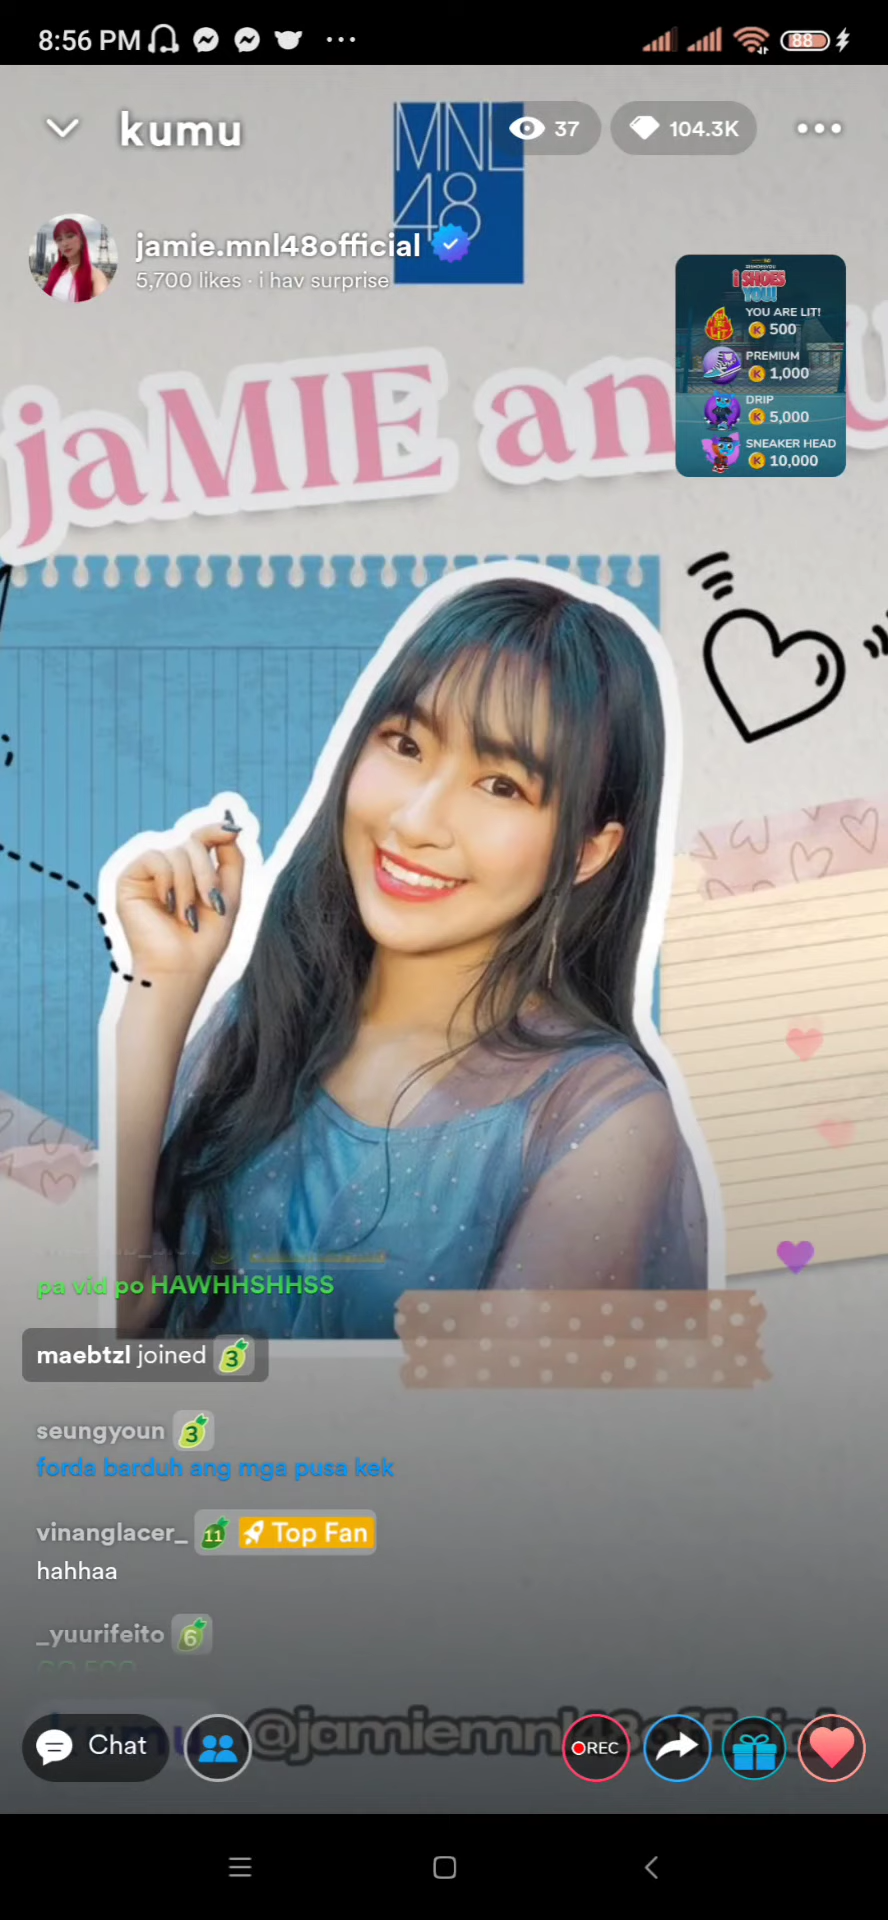 8:56 PM
88
kumu
MNL
48
37
104.3K
jamie.mnl48official
5,700 likes · i hav surprise
i SHOES
YOU!
YOU ARE LIT!
500
PREMIUM
1,000
DRIP
5,000
SNEAKER HEAD
10,000
jaMIE an
pa vid po HAWHHSHHSS
maebtzl joined 3
seungyoun 3
forda barduh ang mga pusa kek
vinanglacer_ 11 Top Fan
hahhaa
_yuurifeito 6
kumu @jamiemnl48official
Chat
REC